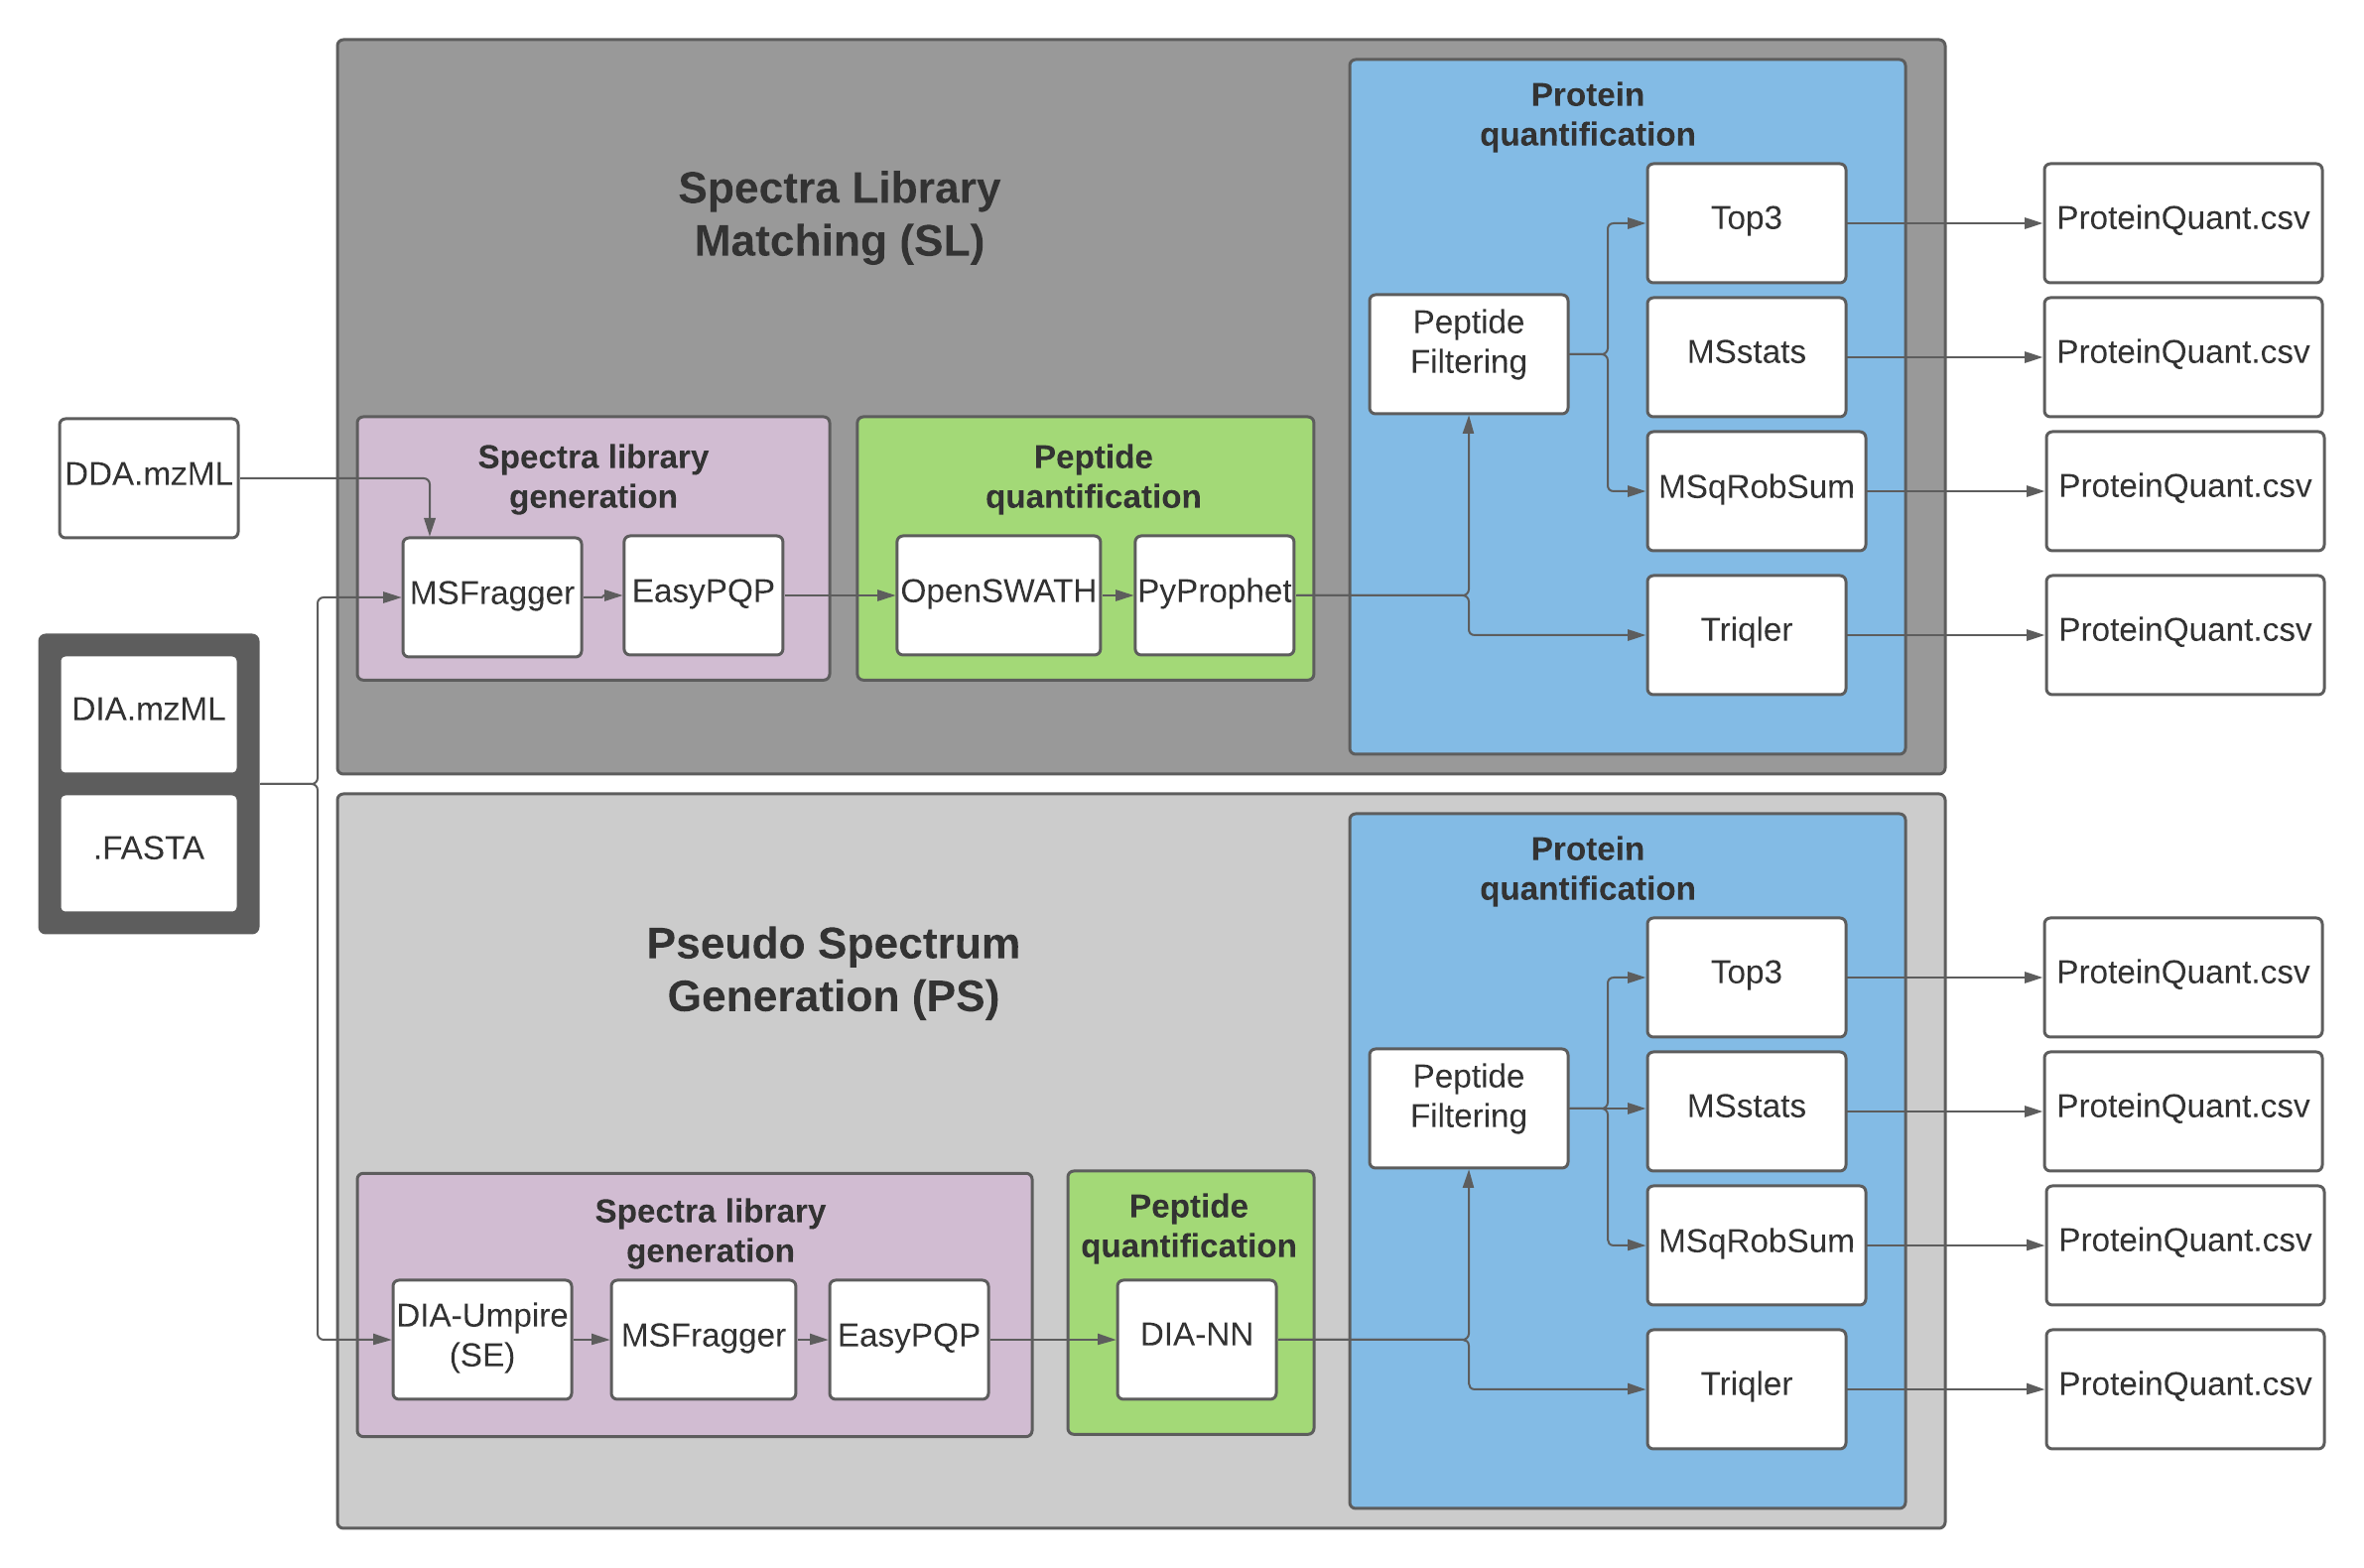 DDA.mzML
DIA.mzML
.FASTA
Spectra Library
Matching (SL)
Spectra library
generation
MSFragger
EasyPQP
Peptide
quantification
OpenSWATH
PyProphet
Protein
quantification
Peptide
Filtering
Top3
MSstats
MSqRobSum
Triqler
ProteinQuant.csv
ProteinQuant.csv
ProteinQuant.csv
ProteinQuant.csv
Pseudo Spectrum
Generation (PS)
Spectra library
generation
DIA-Umpire
(SE)
MSFragger
EasyPQP
Peptide
quantification
DIA-NN
Protein
quantification
Peptide
Filtering
Top3
MSstats
MSqRobSum
Triqler
ProteinQuant.csv
ProteinQuant.csv
ProteinQuant.csv
ProteinQuant.csv